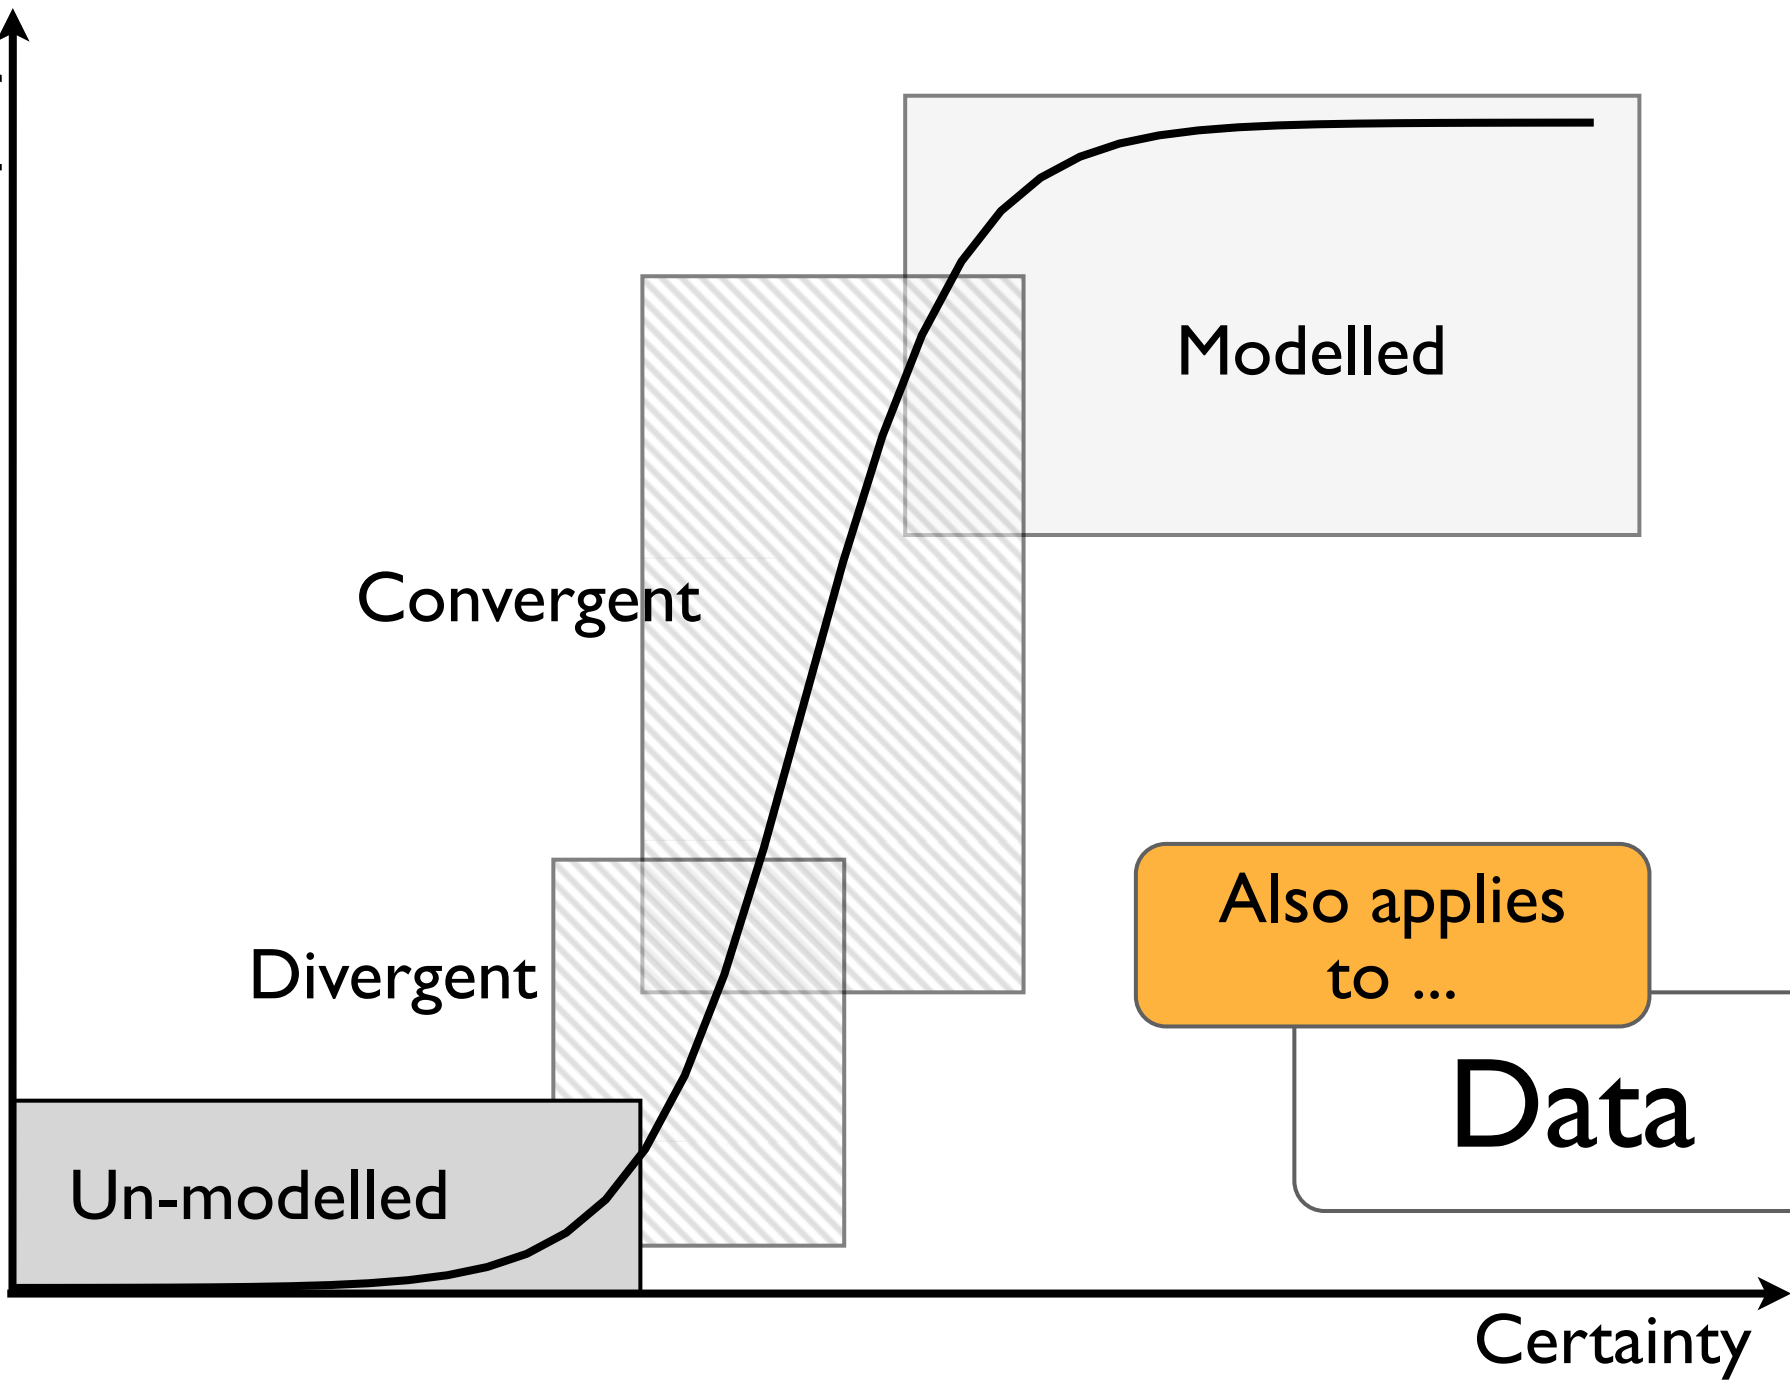 Modelled
Convergent
Also applies
to ...
Divergent
Data
Un-modelled
Certainty